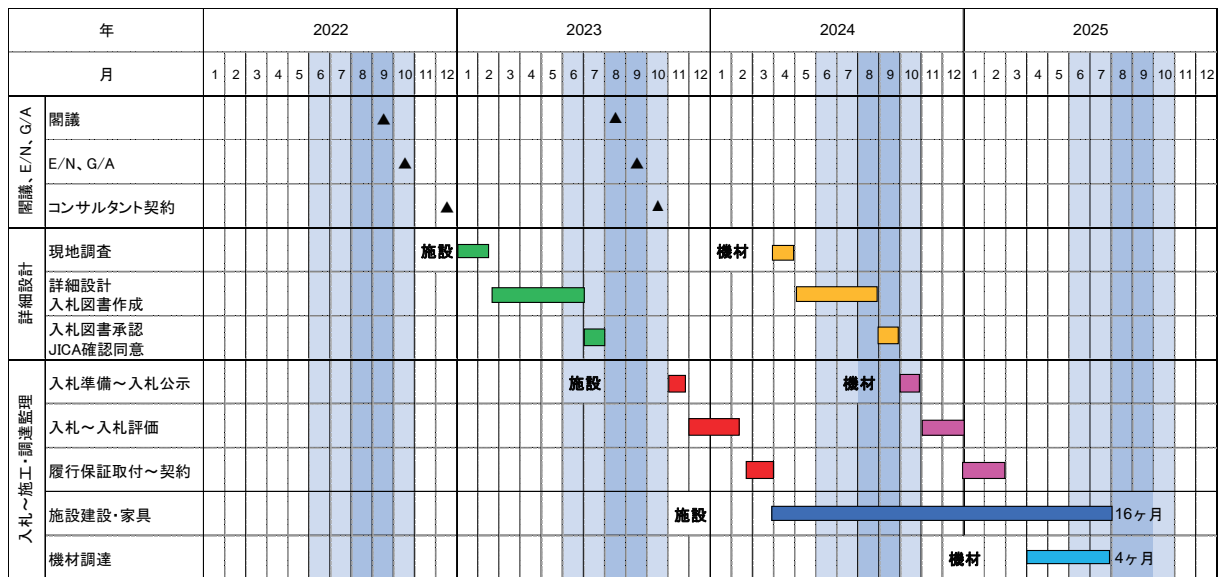 年 2022 2023 2024 2025
月 1 2 3 4 5 6 7 8 9 10 11 12 1 2 3 4 5 6 7 8 9 10 11 12 1 2 3 4 5 6 7 8 9 10 11 12 1 2 3 4 5 6 7 8 9 10 11 12
閣議、E/N、G/A
閣議 ▲ ▲
E/N、G/A ▲ ▲
コンサルタント契約 ▲ ▲
詳細設計
現地調査 施設 機材
詳細設計
入札図書作成
入札図書承認
JICA確認同意
入札～施工・調達監理
入札準備～入札公示 施設 機材
入札～入札評価
履行保証取付～契約
施設建設・家具 施設 16ヶ月
機材調達 機材 4ヶ月